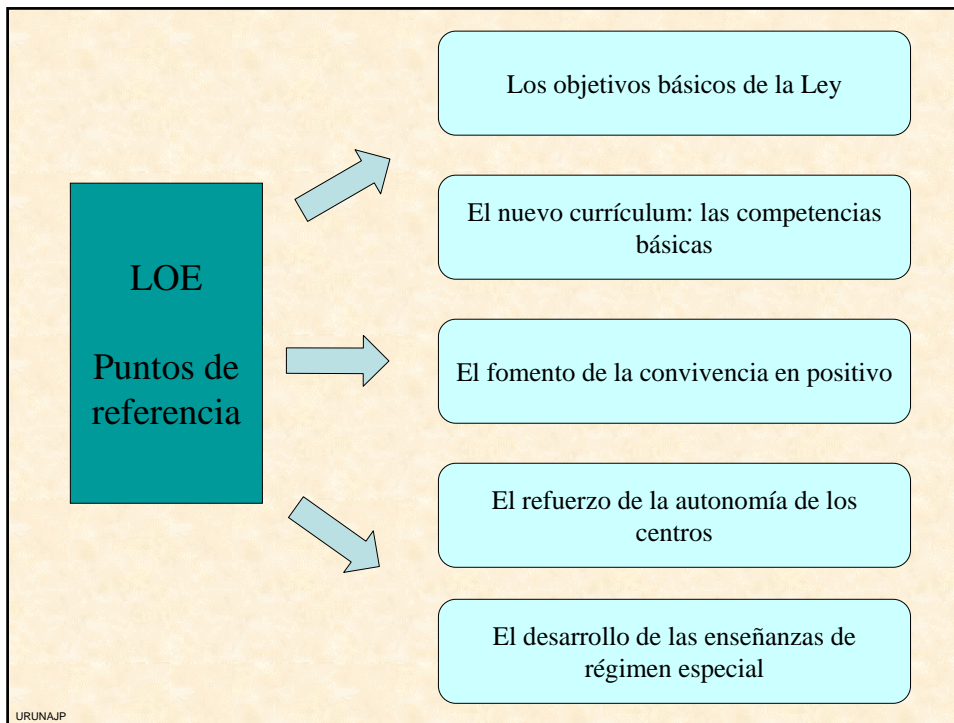 LOE
Puntos de
referencia
Los objetivos básicos de la Ley
El nuevo currículum: las competencias
básicas
El fomento de la convivencia en positivo
El refuerzo de la autonomía de los
centros
El desarrollo de las enseñanzas de
régimen especial
URUNAJP